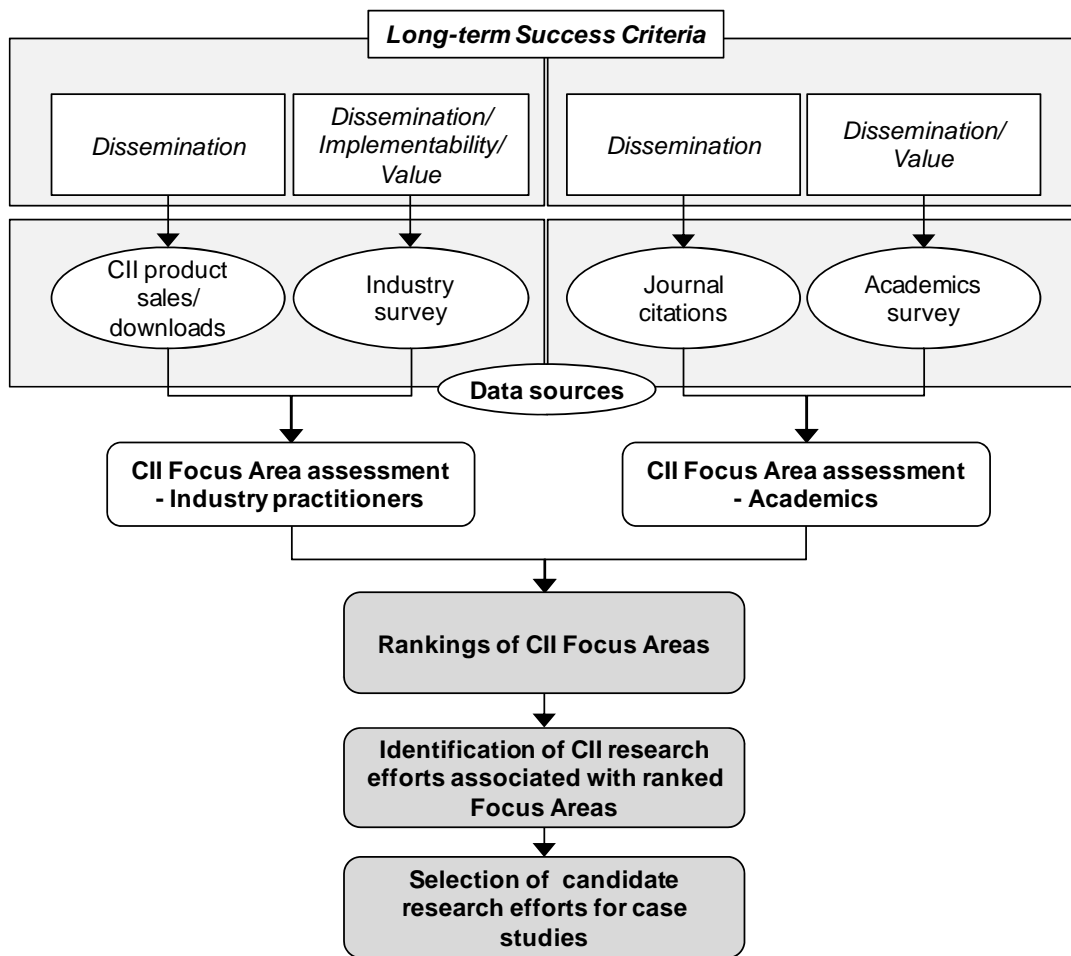 Long-term Success Criteria
Dissemination
Dissemination/
Implementability/
Value
Dissemination
Dissemination/
Value
CII product
sales/
downloads
Industry
survey
Journal
citations
Academics
survey
Data sources
CII Focus Area assessment
- Industry practitioners
CII Focus Area assessment
- Academics
Rankings of CII Focus Areas
Identification of CII research
efforts associated with ranked
Focus Areas
Selection of candidate
research efforts for case
studies